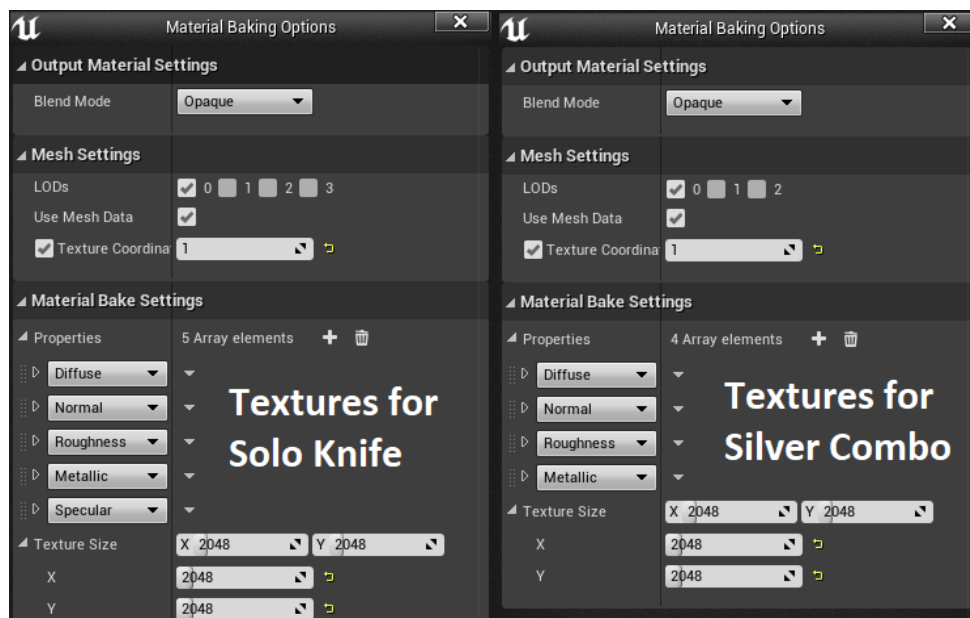 Material Baking Options
Output Material Settings
Blend Mode Opaque
Mesh Settings
LODs 0 1 2 3
Use Mesh Data
Texture Coordina 1
Material Bake Settings
Properties 5 Array elements
Diffuse
Normal
Roughness
Metallic
Specular
Textures for
Solo Knife
Texture Size X 2048 Y 2048
X 2048
Y 2048
Material Baking Options
Output Material Settings
Blend Mode Opaque
Mesh Settings
LODs 0 1 2
Use Mesh Data
Texture Coordina 1
Material Bake Settings
Properties 4 Array elements
Diffuse
Normal
Roughness
Metallic
Textures for
Silver Combo
Texture Size X 2048 Y 2048
X 2048
Y 2048